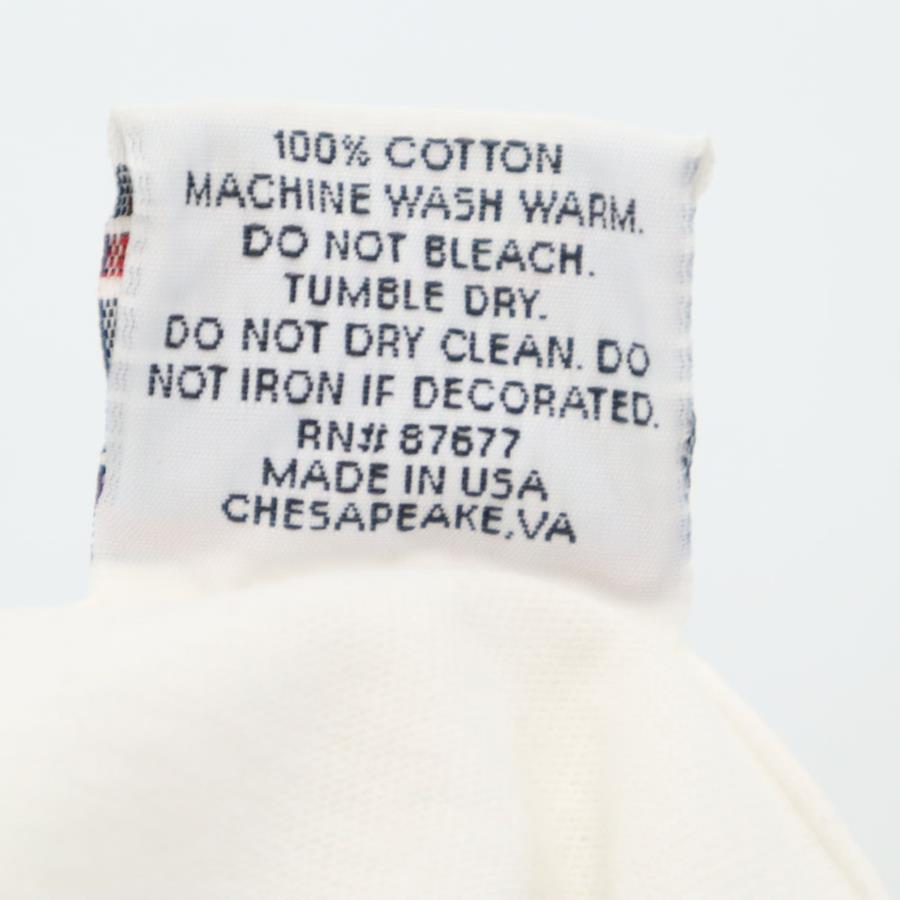 100% COTTON
MACHINE WASH WARM.
DO NOT BLEACH.
TUMBLE DRY.
DO NOT DRY CLEAN. DO
NOT IRON IF DECORATED.
RN# 87677
MADE IN USA
CHESAPEAKE,VA